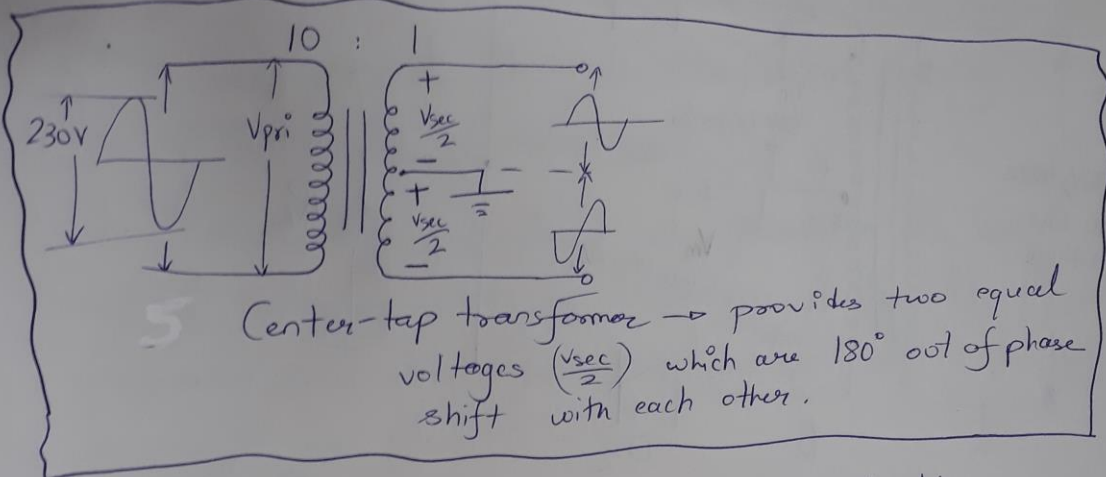 10 : 1
230V
Vpri
+
Vsec
2
-
+
Vsec
2
-
Center-tap transformer → provides two equal
voltages (Vsec/2) which are 180° out of phase
shift with each other.